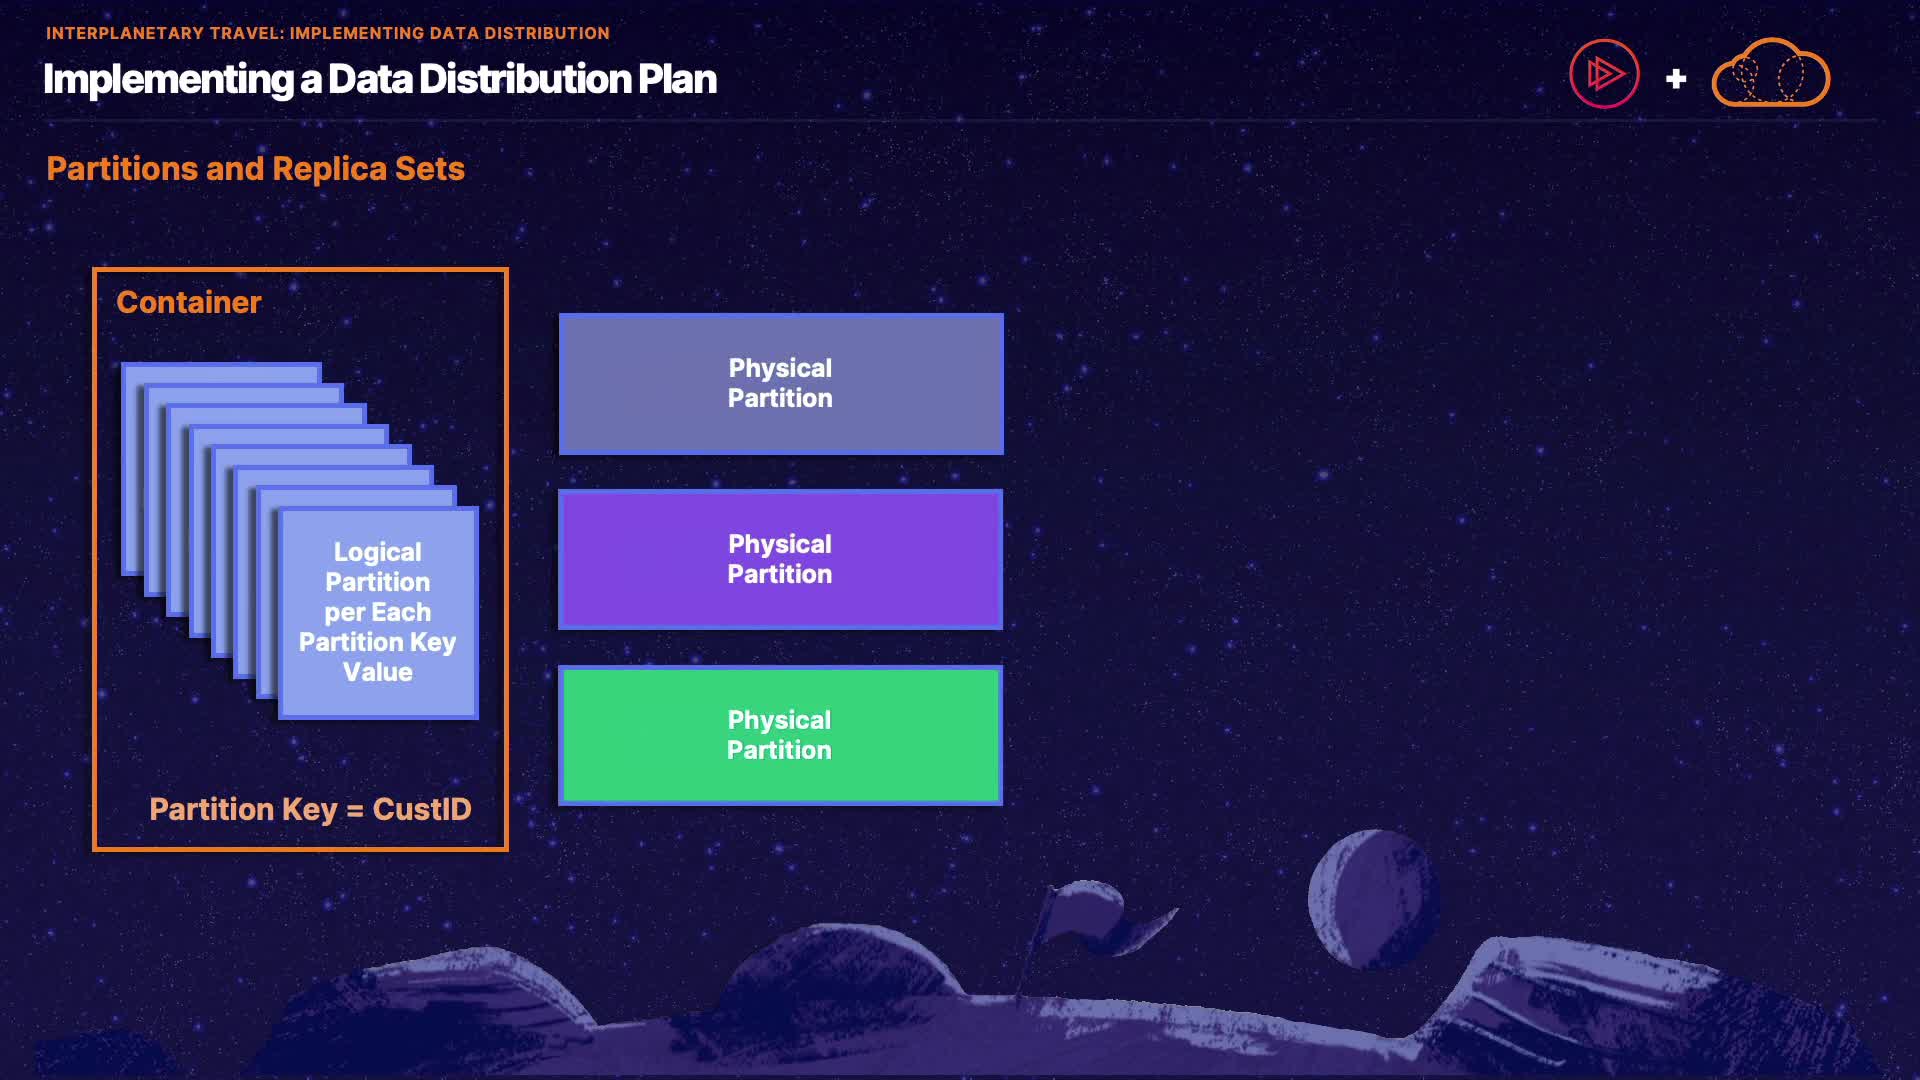 INTERPLANETARY TRAVEL: IMPLEMENTING DATA DISTRIBUTION
Implementing a Data Distribution Plan
Partitions and Replica Sets
Container
Logical
Partition
per Each
Partition Key
Value
Partition Key = CustID
Physical
Partition
Physical
Partition
Physical
Partition